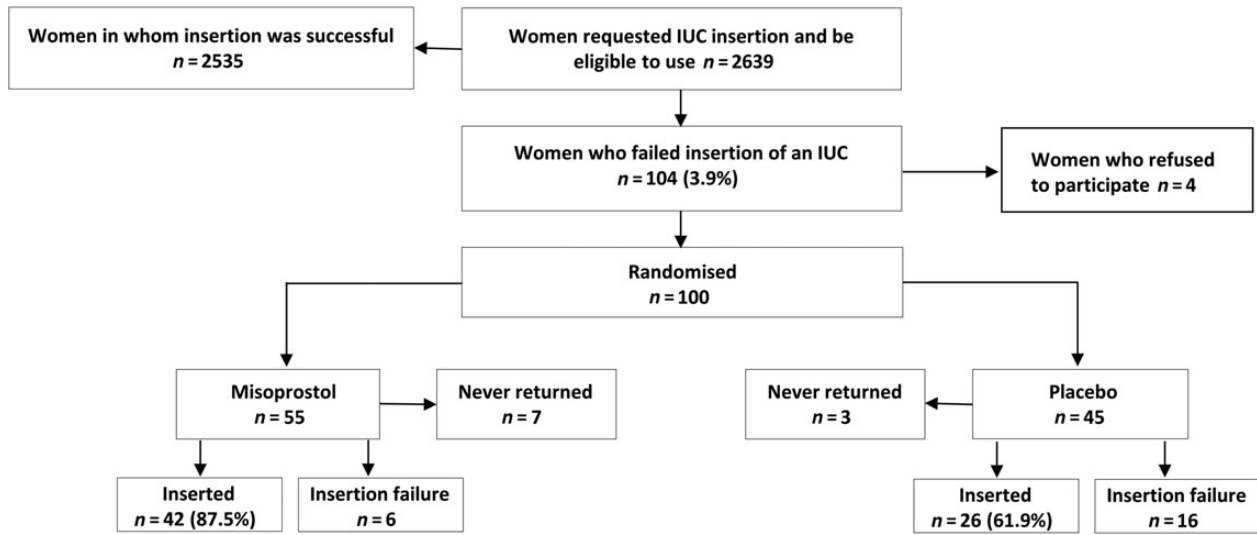 Women in whom insertion was successful
n = 2535
Women requested IUC insertion and be
eligible to use n = 2639
Women who failed insertion of an IUC
n = 104 (3.9%)
Women who refused
to participate n = 4
Randomised
n = 100
Misoprostol
n = 55
Never returned
n = 7
Never returned
n = 3
Placebo
n = 45
Inserted
n = 42 (87.5%)
Insertion failure
n = 6
Inserted
n = 26 (61.9%)
Insertion failure
n = 16